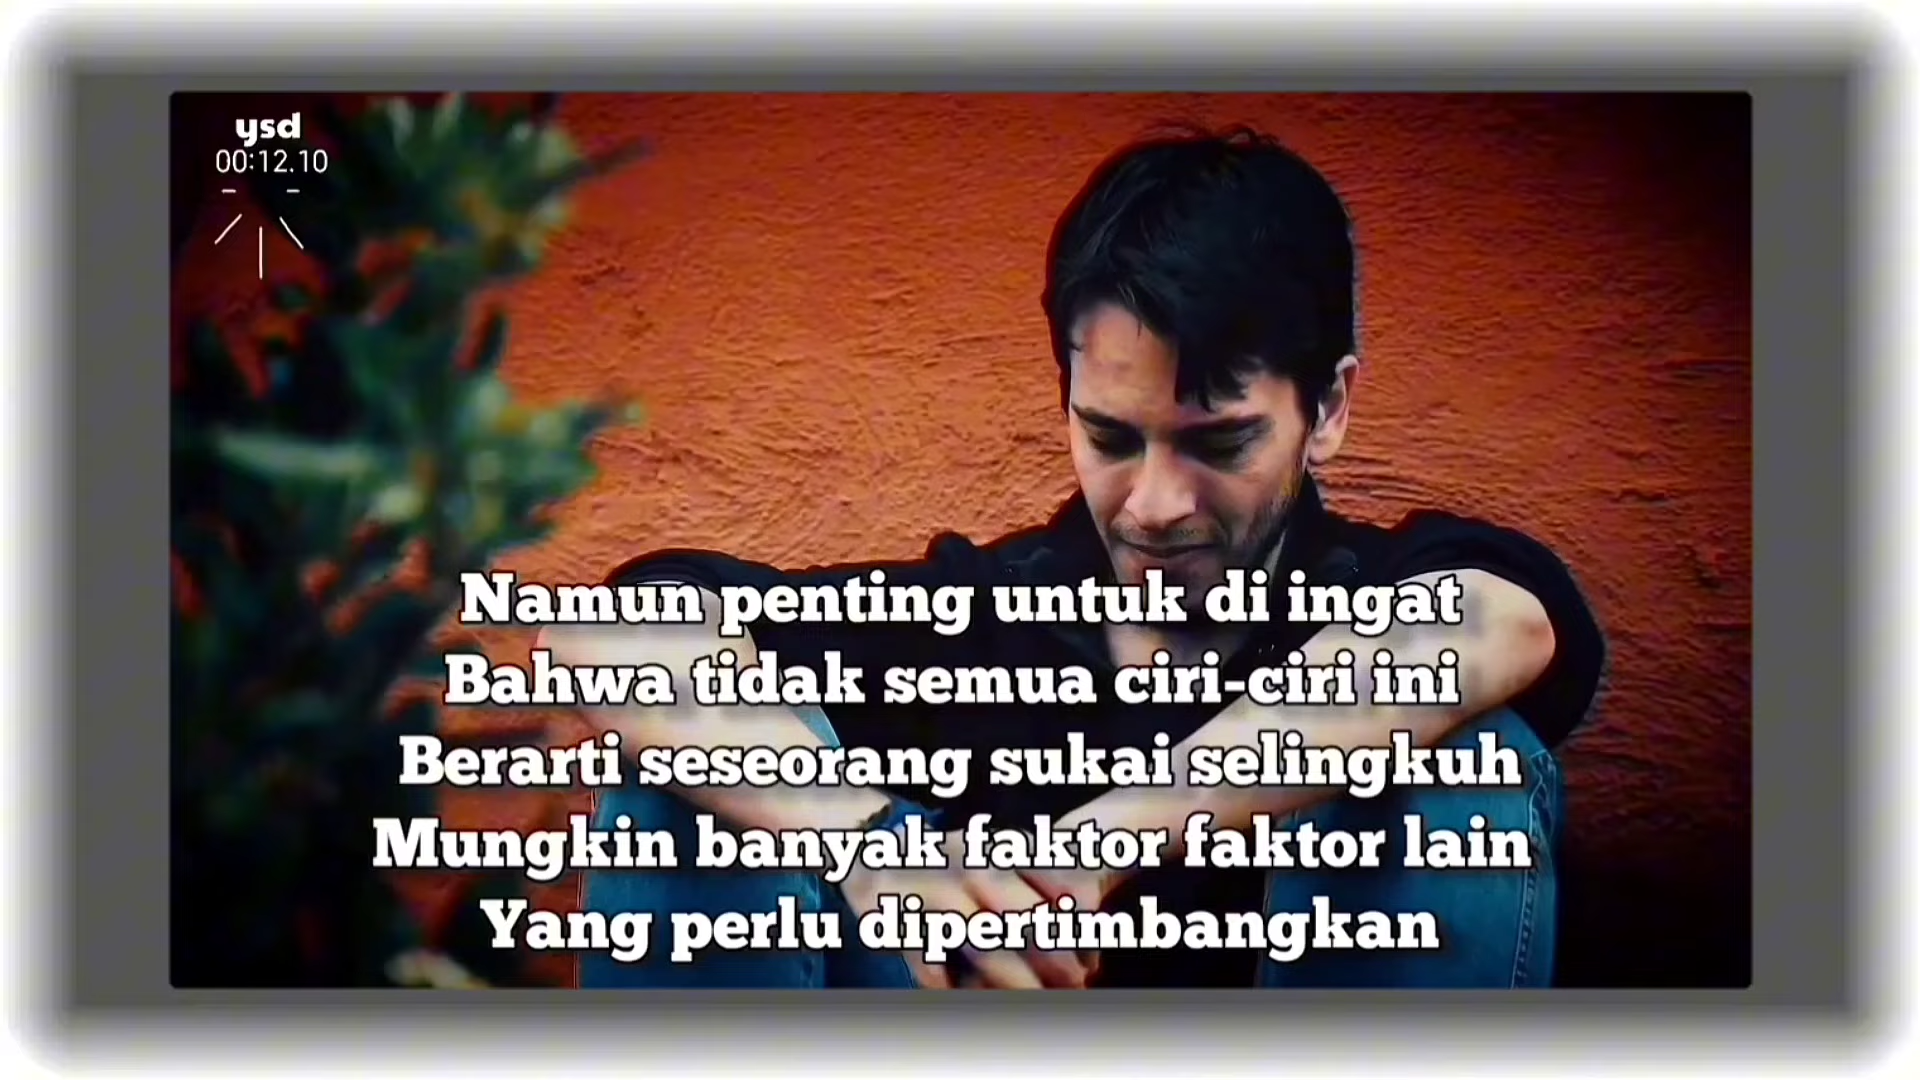 ysd
00:12.10
Namun penting untuk di ingat
Bahwa tidak semua ciri-ciri ini
Berarti seseorang sukai selingkuh
Mungkin banyak faktor faktor lain
Yang perlu dipertimbangkan